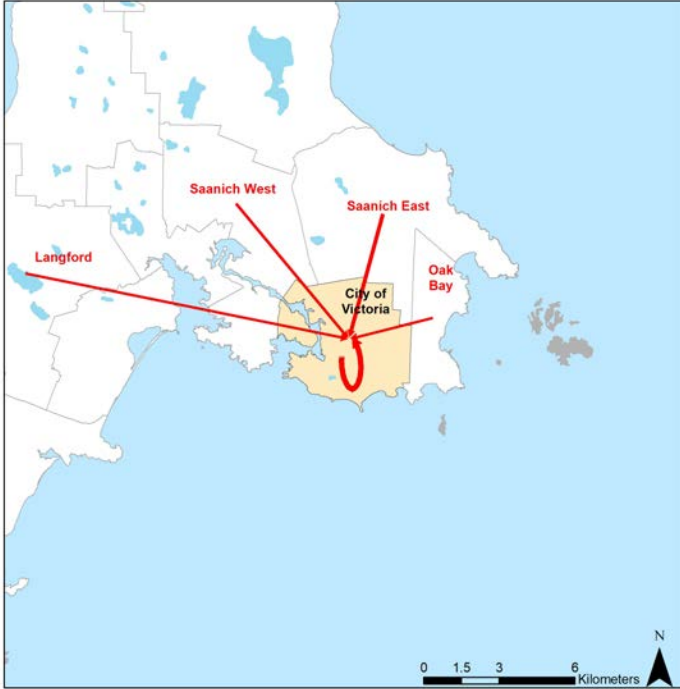 Saanich West
Saanich East
Langford
Oak
Bay
City of
Victoria
N
0 1.5 3 6
Kilometers